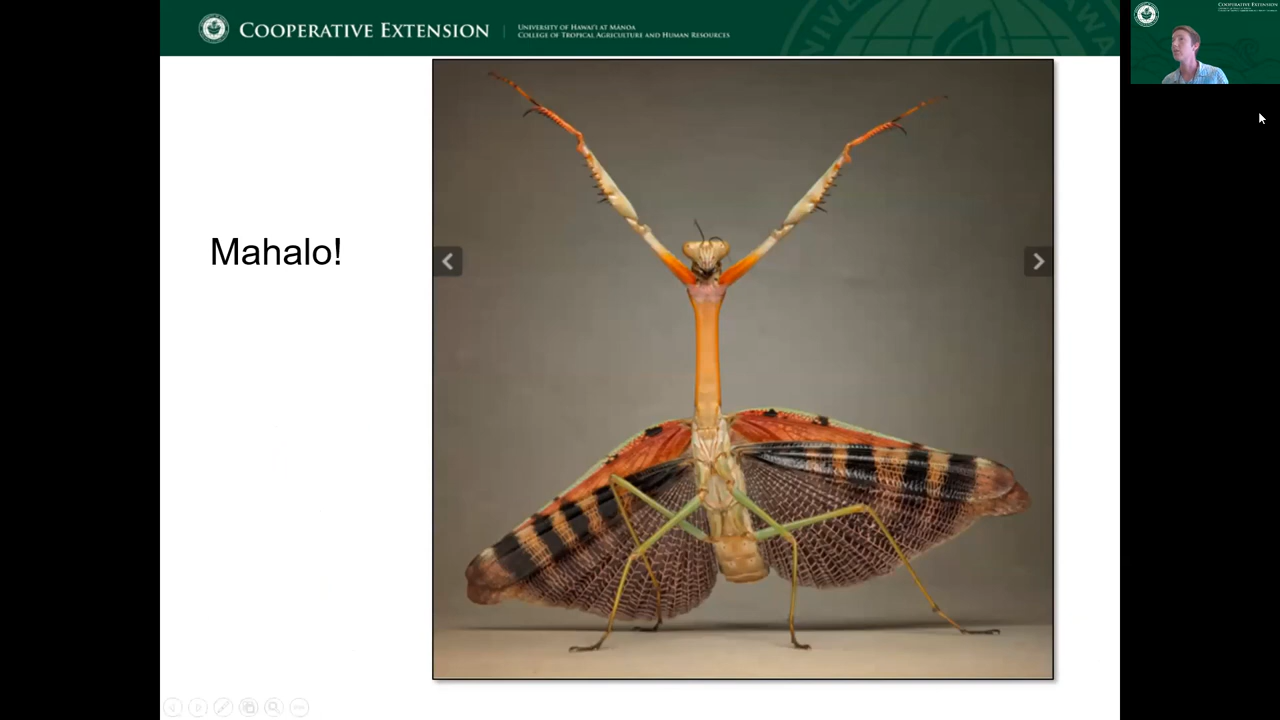 COOPERATIVE EXTENSION
UNIVERSITY OF HAWAI'I AT MĀNOA
COLLEGE OF TROPICAL AGRICULTURE AND HUMAN RESOURCES
Mahalo!